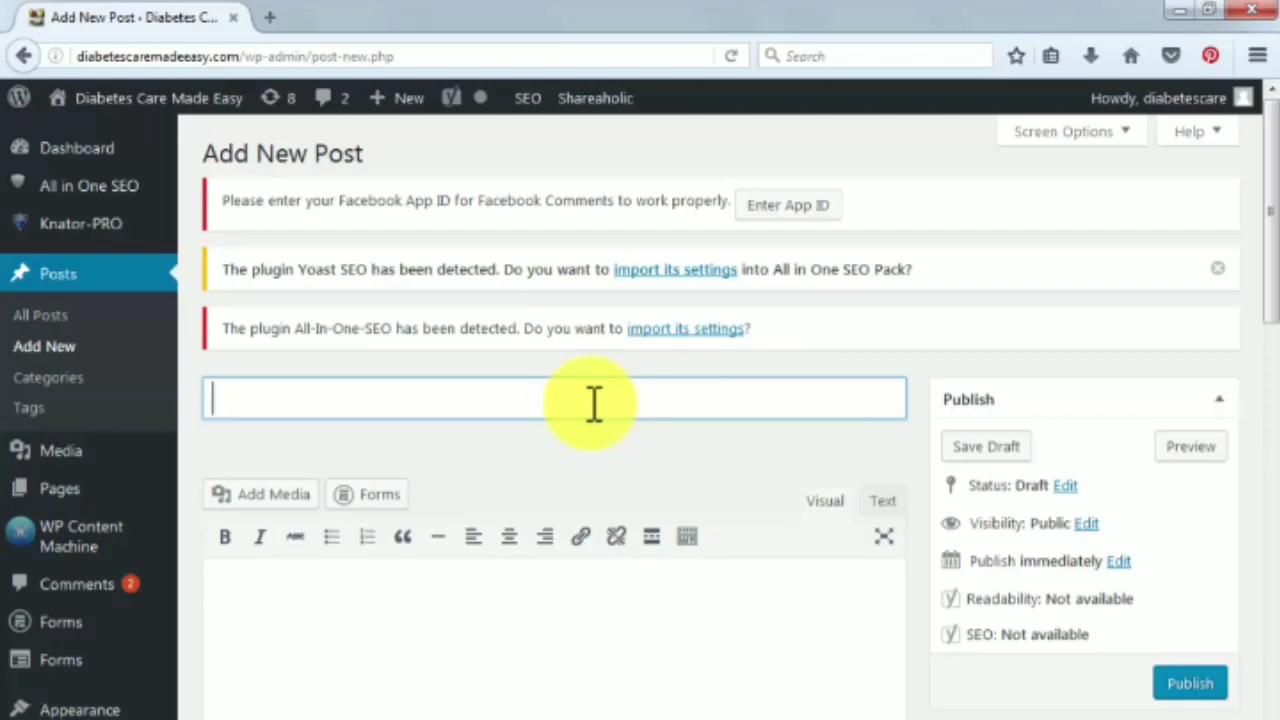 Add New Post ‹ Diabetes C...
diabetescaremadeeasy.com/wp-admin/post-new.php
Search
Diabetes Care Made Easy 8 2 New SEO Shareaholic Howdy, diabetescare
Screen Options Help
Dashboard
All in One SEO
Knator-PRO
Posts
All Posts
Add New
Categories
Tags
Media
Pages
WP Content
Machine
Comments 2
Forms
Forms
Appearance
Add New Post
Please enter your Facebook App ID for Facebook Comments to work properly. Enter App ID
The plugin Yoast SEO has been detected. Do you want to import its settings into All in One SEO Pack?
The plugin All-In-One-SEO has been detected. Do you want to import its settings?
Add Media Forms
Visual Text
B I ABC
Publish
Save Draft Preview
Status: Draft Edit
Visibility: Public Edit
Publish immediately Edit
Readability: Not available
SEO: Not available
Publish